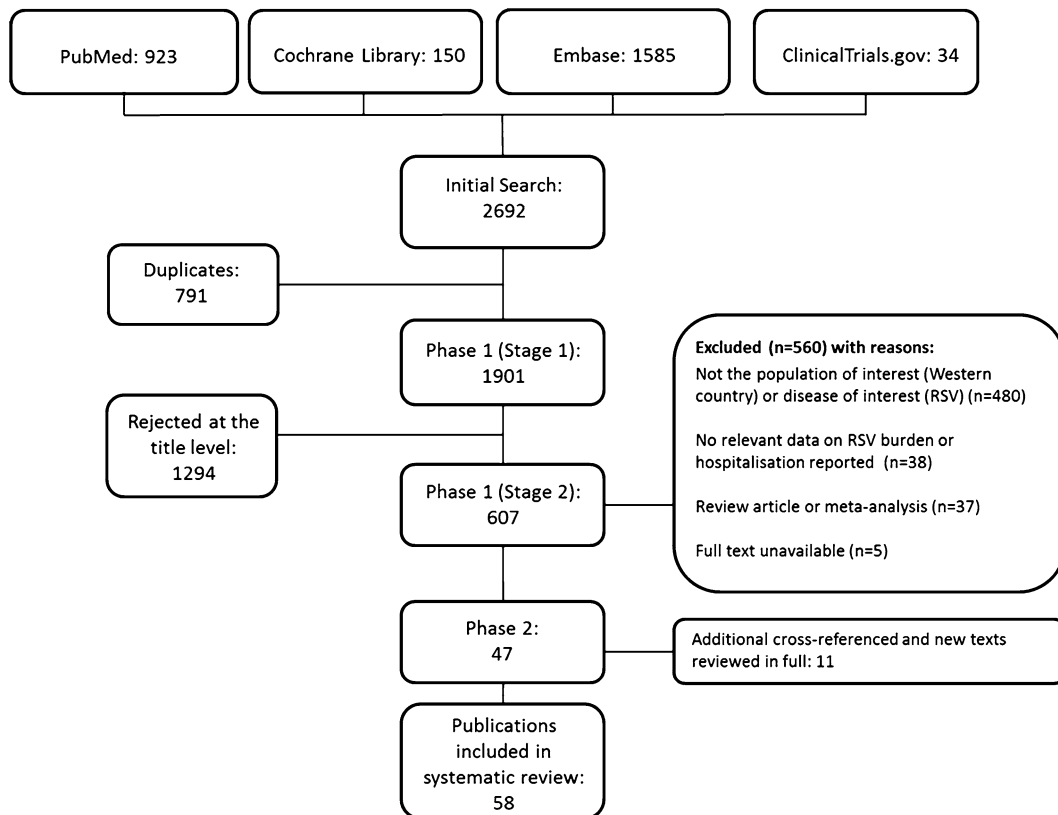 PubMed: 923
Cochrane Library: 150
Embase: 1585
ClinicalTrials.gov: 34
Initial Search:
2692
Duplicates:
791
Phase 1 (Stage 1):
1901
Rejected at the
title level:
1294
Phase 1 (Stage 2):
607
Excluded (n=560) with reasons:
Not the population of interest (Western
country) or disease of interest (RSV) (n=480)
No relevant data on RSV burden or
hospitalisation reported (n=38)
Review article or meta-analysis (n=37)
Full text unavailable (n=5)
Phase 2:
47
Additional cross-referenced and new texts
reviewed in full: 11
Publications
included in
systematic review:
58